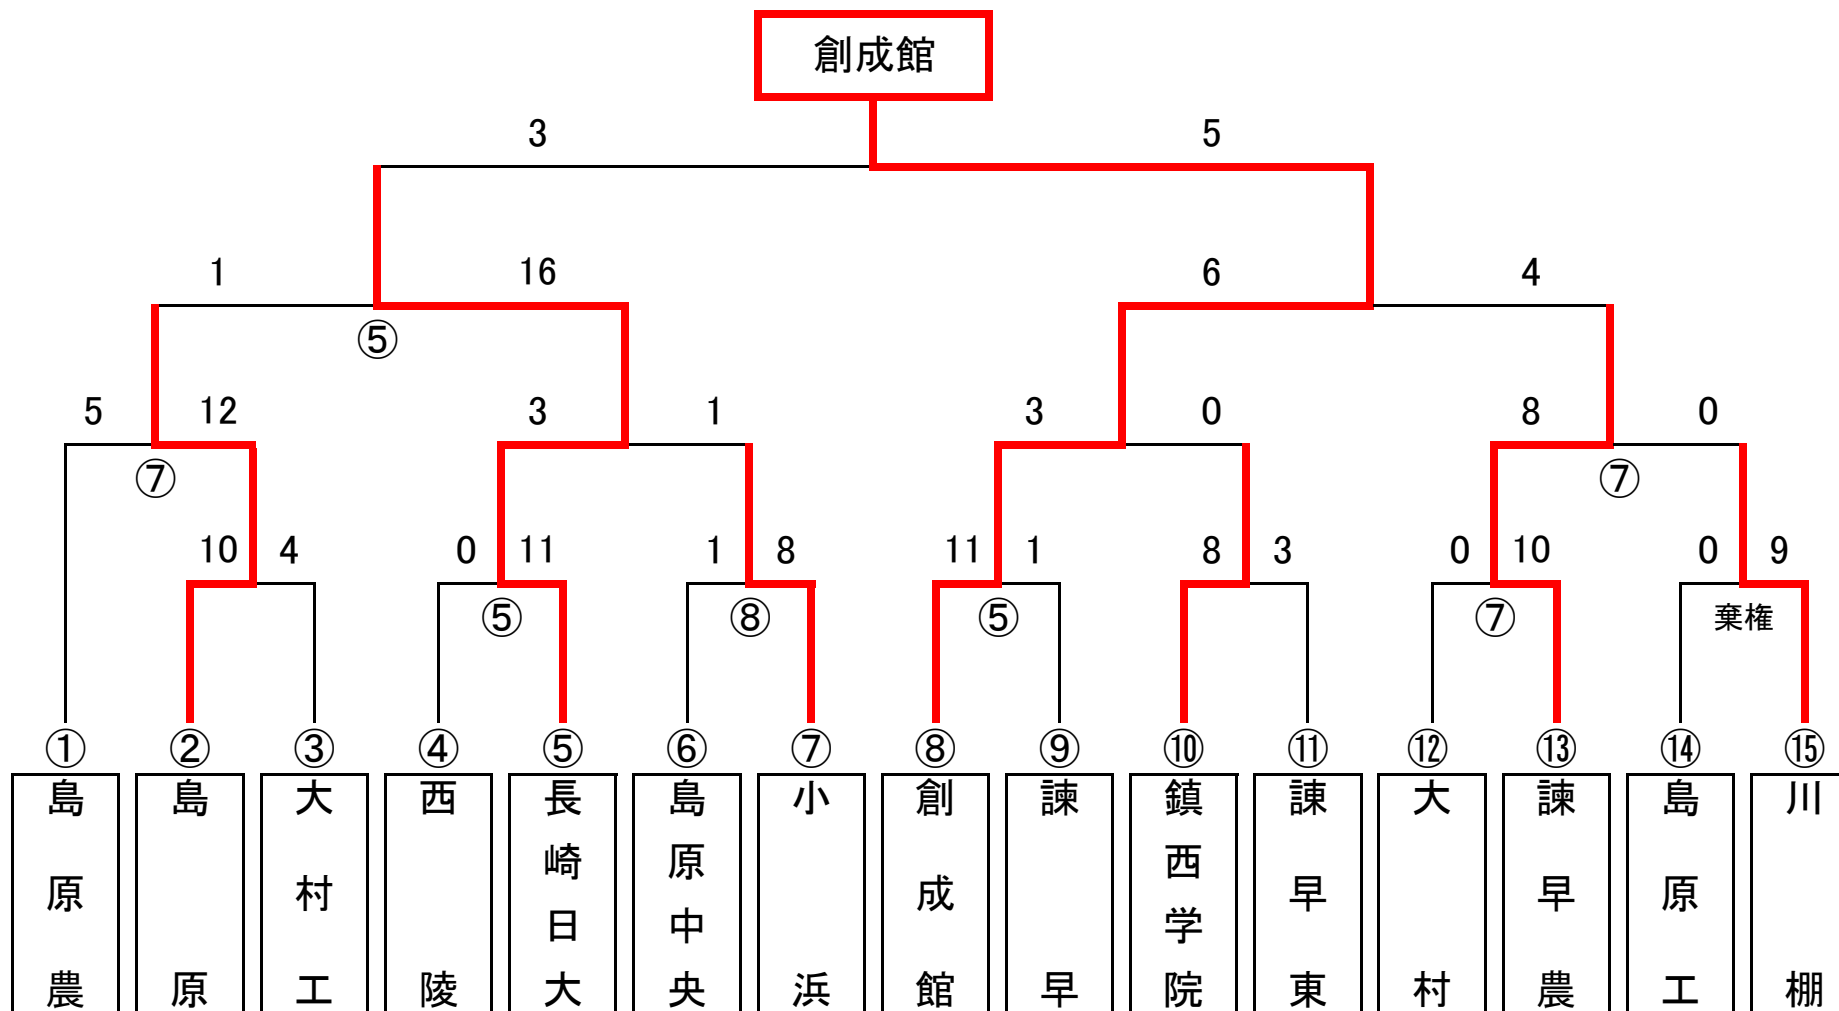 創成館
3 5
1 16 6 4
⑤
5 12 3 1 3 0 8 0
⑦ ⑦
10 4 0 11 1 8 11 1 8 3 0 10 0 9
⑤ ⑧ ⑤ ⑦ 棄権
① ② ③ ④ ⑤ ⑥ ⑦ ⑧ ⑨ ⑩ ⑪ ⑫ ⑬ ⑭ ⑮
島原農
島原
大村工
西陵
長崎日大
島原中央
小浜
創成館
諫早
鎮西学院
諌早東
大村
諫早農
島原工
川棚